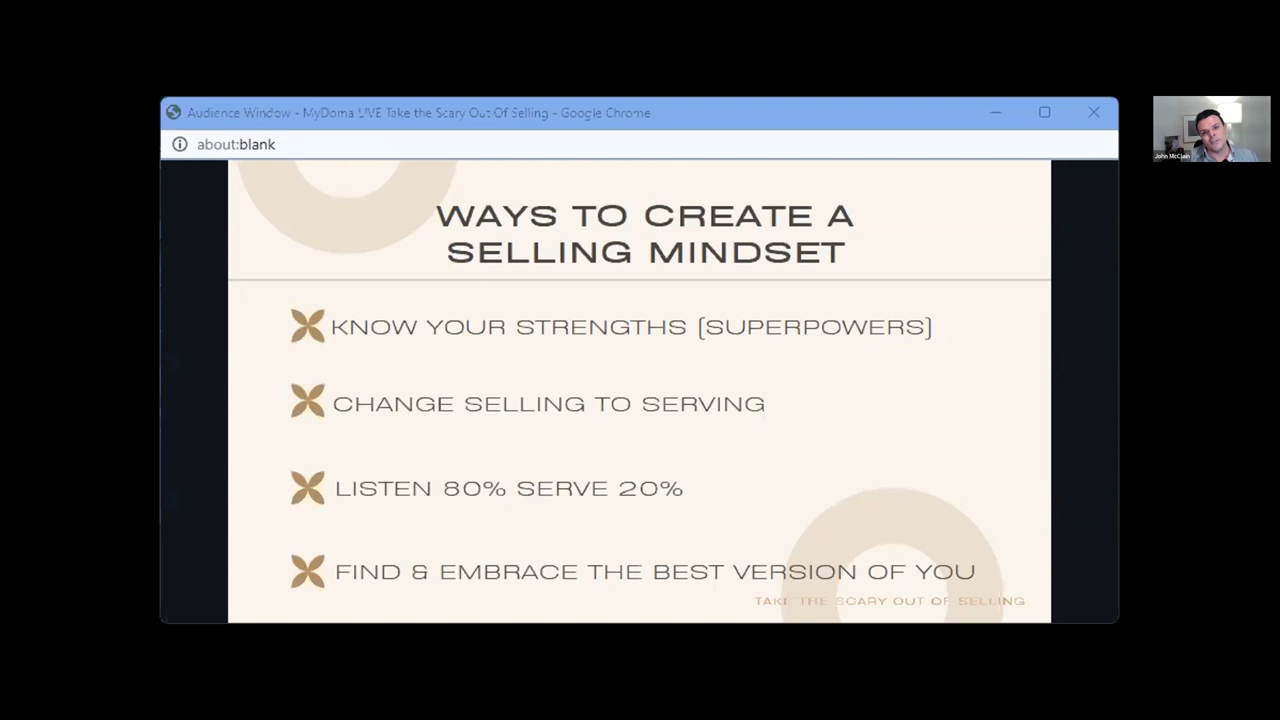 Audience Window - MyDoma LIVE Take the Scary Out Of Selling - Google Chrome
about:blank
John McClain
WAYS TO CREATE A
SELLING MINDSET
KNOW YOUR STRENGTHS (SUPERPOWERS)
CHANGE SELLING TO SERVING
LISTEN 80% SERVE 20%
FIND & EMBRACE THE BEST VERSION OF YOU
TAKE THE SCARY OUT OF SELLING